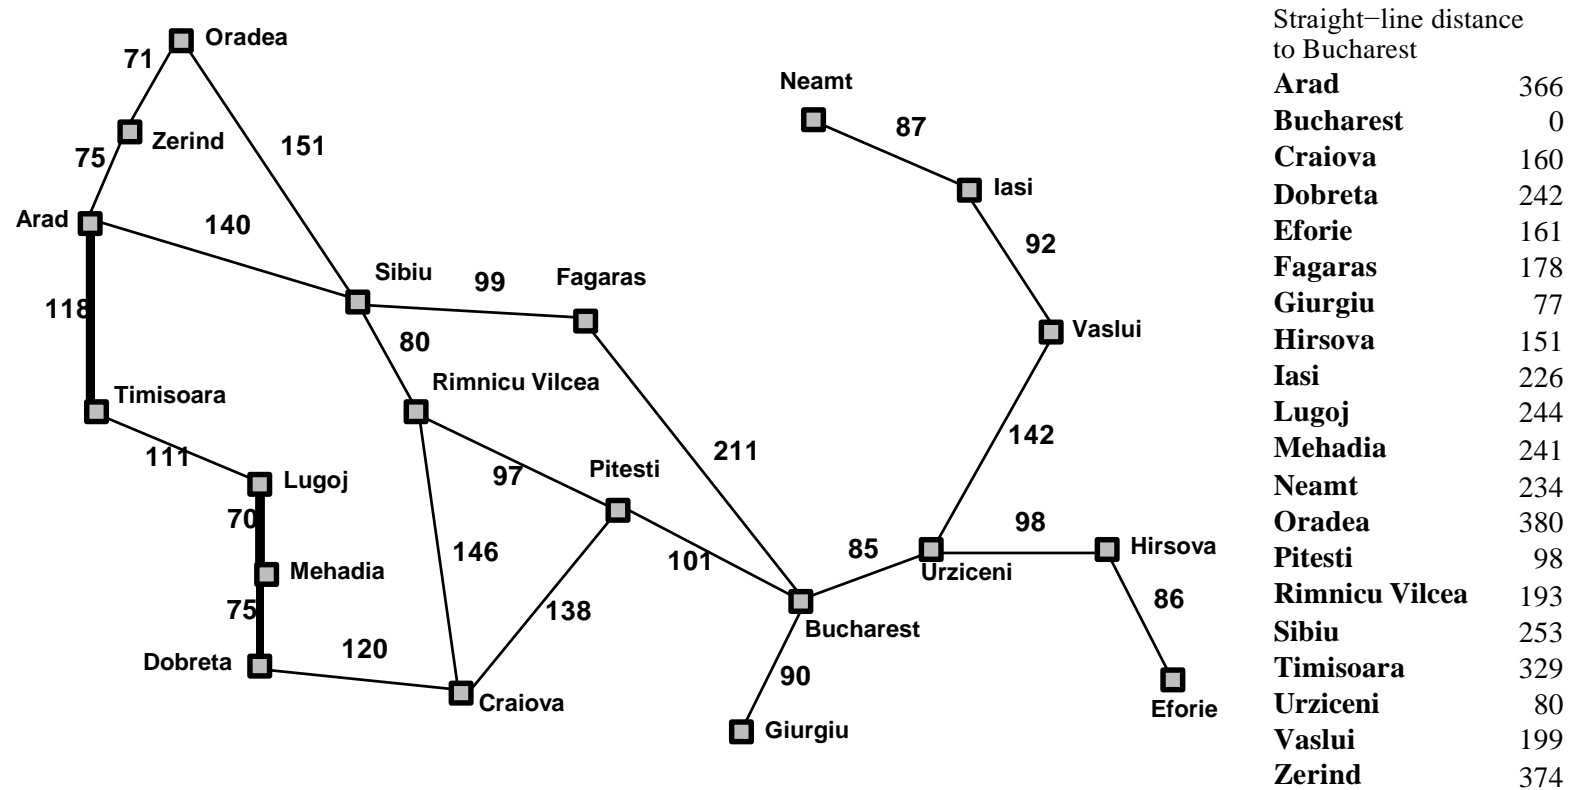 Oradea
71
Neamt
Zerind
87
151
75
Iasi
Arad
140
92
Sibiu
99
Fagaras
118
80
Vaslui
Rimnicu Vilcea
Timisoara
142
211
111
97
Pitesti
Lugoj
70
98
146
101
85
Hirsova
Mehadia
Urziceni
75
138
86
Bucharest
120
Dobreta
90
Craiova
Eforie
Giurgiu
Straight−line distance
to Bucharest
Arad 366
Bucharest 0
Craiova 160
Dobreta 242
Eforie 161
Fagaras 178
Giurgiu 77
Hirsova 151
Iasi 226
Lugoj 244
Mehadia 241
Neamt 234
Oradea 380
Pitesti 98
Rimnicu Vilcea 193
Sibiu 253
Timisoara 329
Urziceni 80
Vaslui 199
Zerind 374